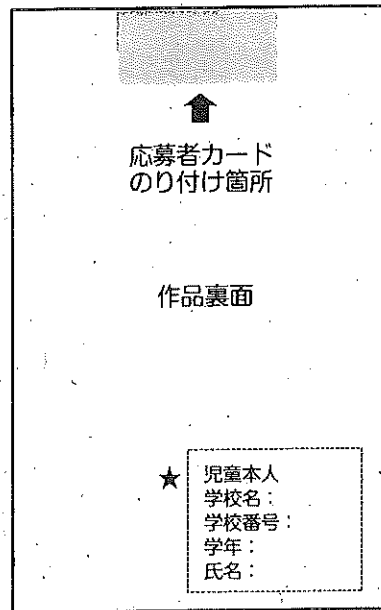 応募者カード
のり付け箇所
作品裏面
★ 児童本人
学校名：
学校番号：
学年：
氏名：